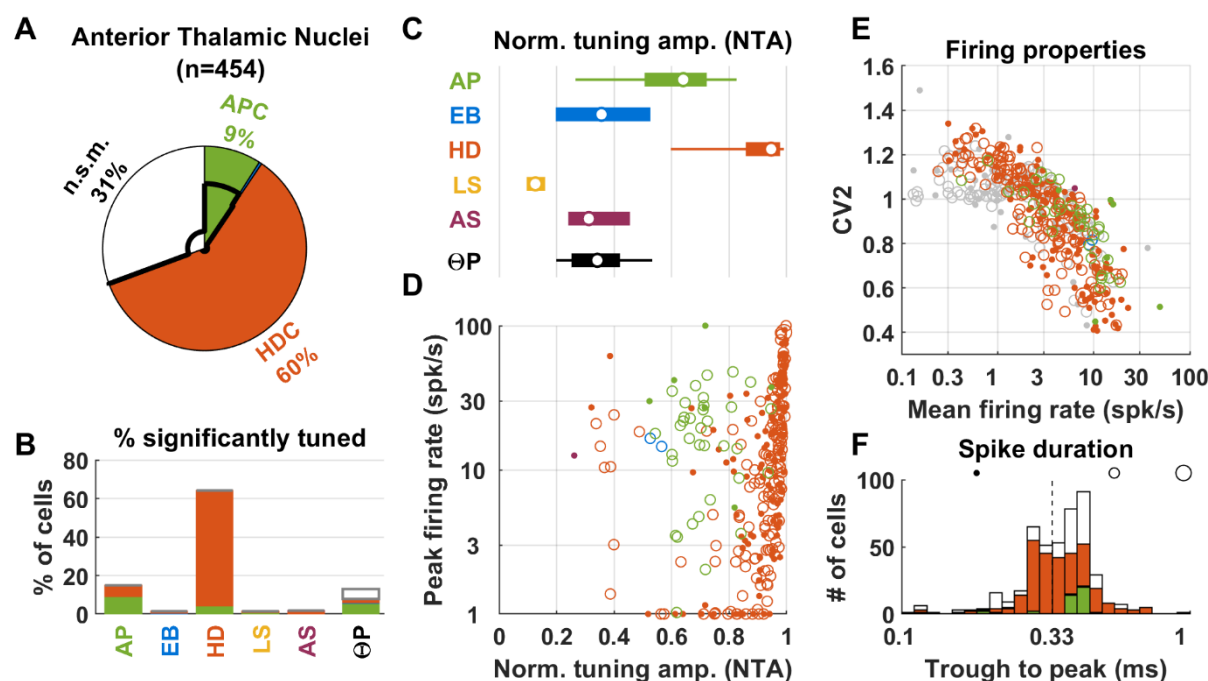 A
Anterior Thalamic Nuclei
(n=454)
APC
9%
n.s.m.
31%
HDC
60%
B
% significantly tuned
% of cells
80
60
40
20
0
AP
EB
HD
LS
AS
ΘP
C
Norm. tuning amp. (NTA)
AP
EB
HD
LS
AS
ΘP
D
Peak firing rate (spk/s)
100
30
10
3
1
0 0.2 0.4 0.6 0.8 1
Norm. tuning amp. (NTA)
E
Firing properties
CV2
1.6
1.4
1.2
1
0.8
0.6
0.4
0.1 0.3 1 3 10 30 100
Mean firing rate (spk/s)
F
Spike duration
# of cells
100
50
0
0.1 0.33 1
Trough to peak (ms)